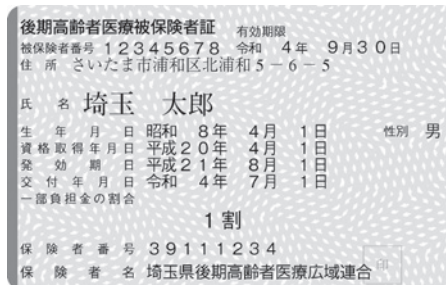 後期高齢者医療被保険者証 有効期限
被保険者番号 12345678 令和 4年 9月30日
住所 さいたま市浦和区北浦和5-6-5
氏名 埼玉 太郎
生年月日 昭和 8年 4月 1日 性別 男
資格取得年月日 平成20年 4月 1日
発効期日 平成21年 8月 1日
交付年月日 令和 4年 7月 1日
一部負担金の割合
1割
保険者番号 39111234
保険者名 埼玉県後期高齢者医療広域連合
印